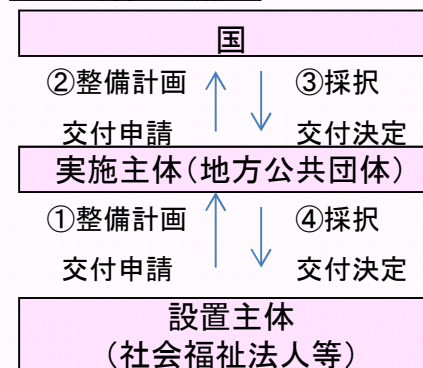 国
②整備計画 ③採択
交付申請 交付決定
実施主体(地方公共団体)
①整備計画 ④採択
交付申請 交付決定
設置主体
(社会福祉法人等)